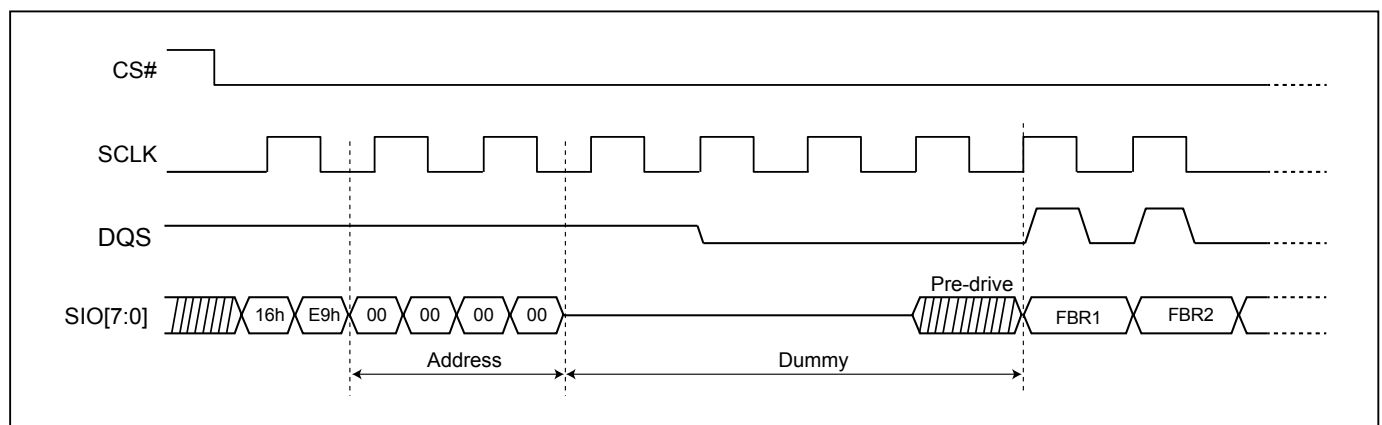 CS#
SCLK
DQS
Pre-drive
SIO[7:0] 16h E9h 00 00 00 00 FBR1 FBR2
Address Dummy